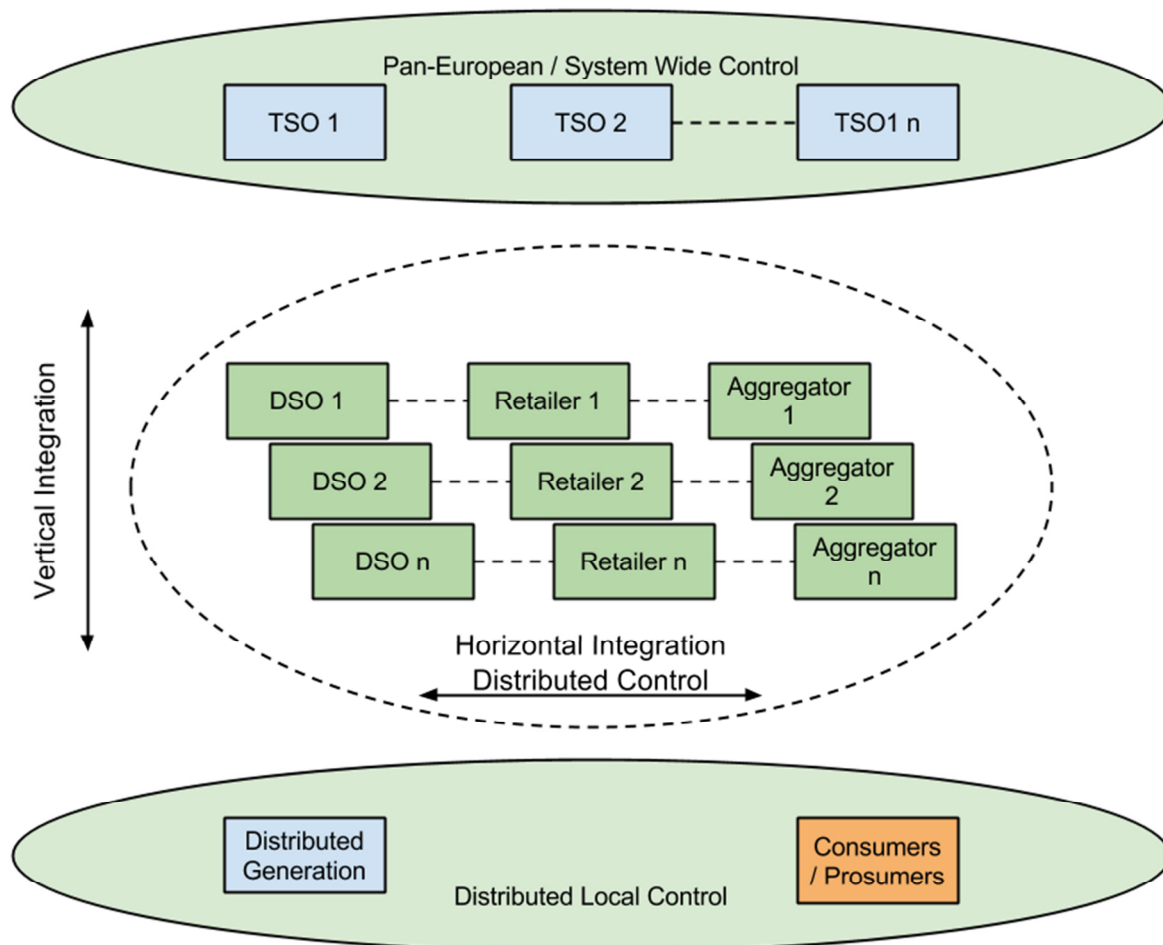 Pan-European / System Wide Control
TSO 1
TSO 2
TSO1 n
Vertical Integration
DSO 1
Retailer 1
Aggregator
1
DSO 2
Retailer 2
Aggregator
2
DSO n
Retailer n
Aggregator
n
Horizontal Integration
Distributed Control
Distributed
Generation
Consumers
/ Prosumers
Distributed Local Control